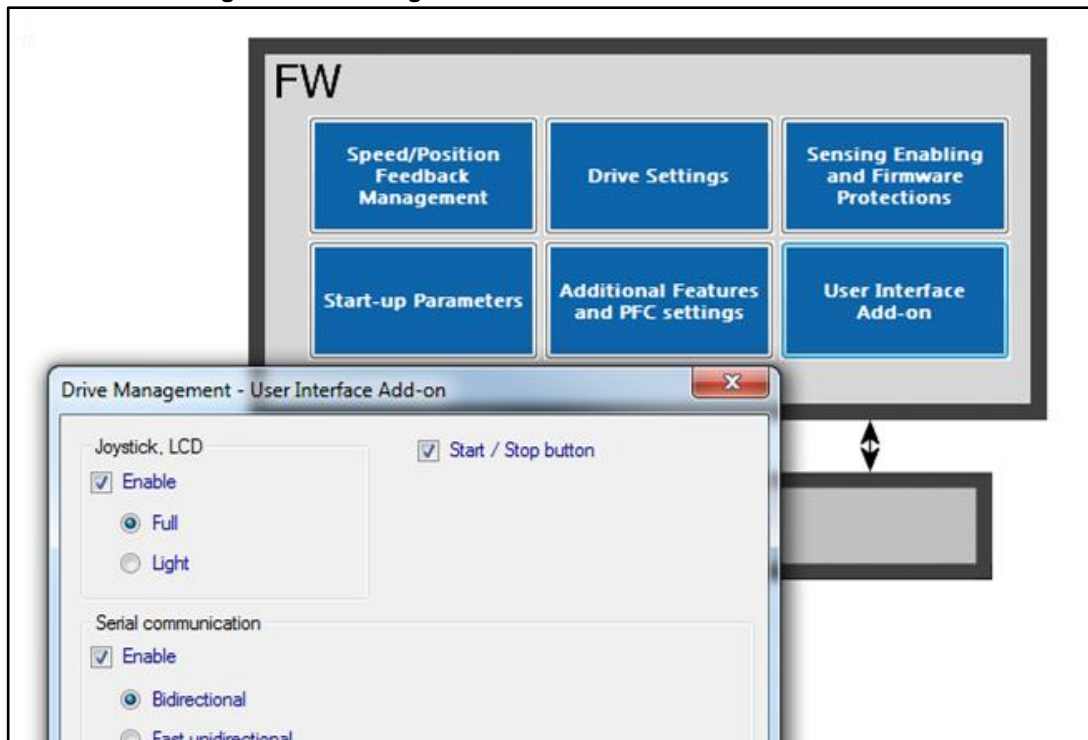 FW
Speed/Position
Feedback
Management
Drive Settings
Sensing Enabling
and Firmware
Protections
Start-up Parameters
Additional Features
and PFC settings
User Interface
Add-on
Drive Management - User Interface Add-on
Joystick, LCD
Enable
Full
Light
Start / Stop button
Serial communication
Enable
Bidirectional
Fast unidirectional